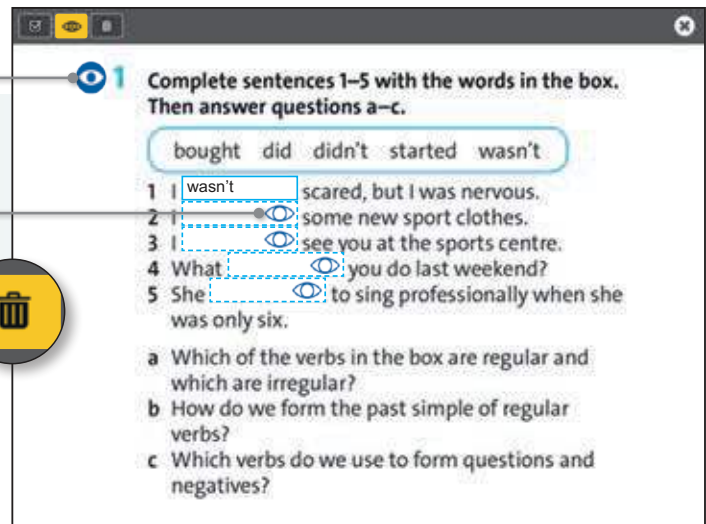 1 Complete sentences 1–5 with the words in the box.
Then answer questions a–c.
bought did didn't started wasn't
1 I wasn't scared, but I was nervous.
2 I some new sport clothes.
3 I see you at the sports centre.
4 What you do last weekend?
5 She to sing professionally when she
was only six.
a Which of the verbs in the box are regular and
which are irregular?
b How do we form the past simple of regular
verbs?
c Which verbs do we use to form questions and
negatives?